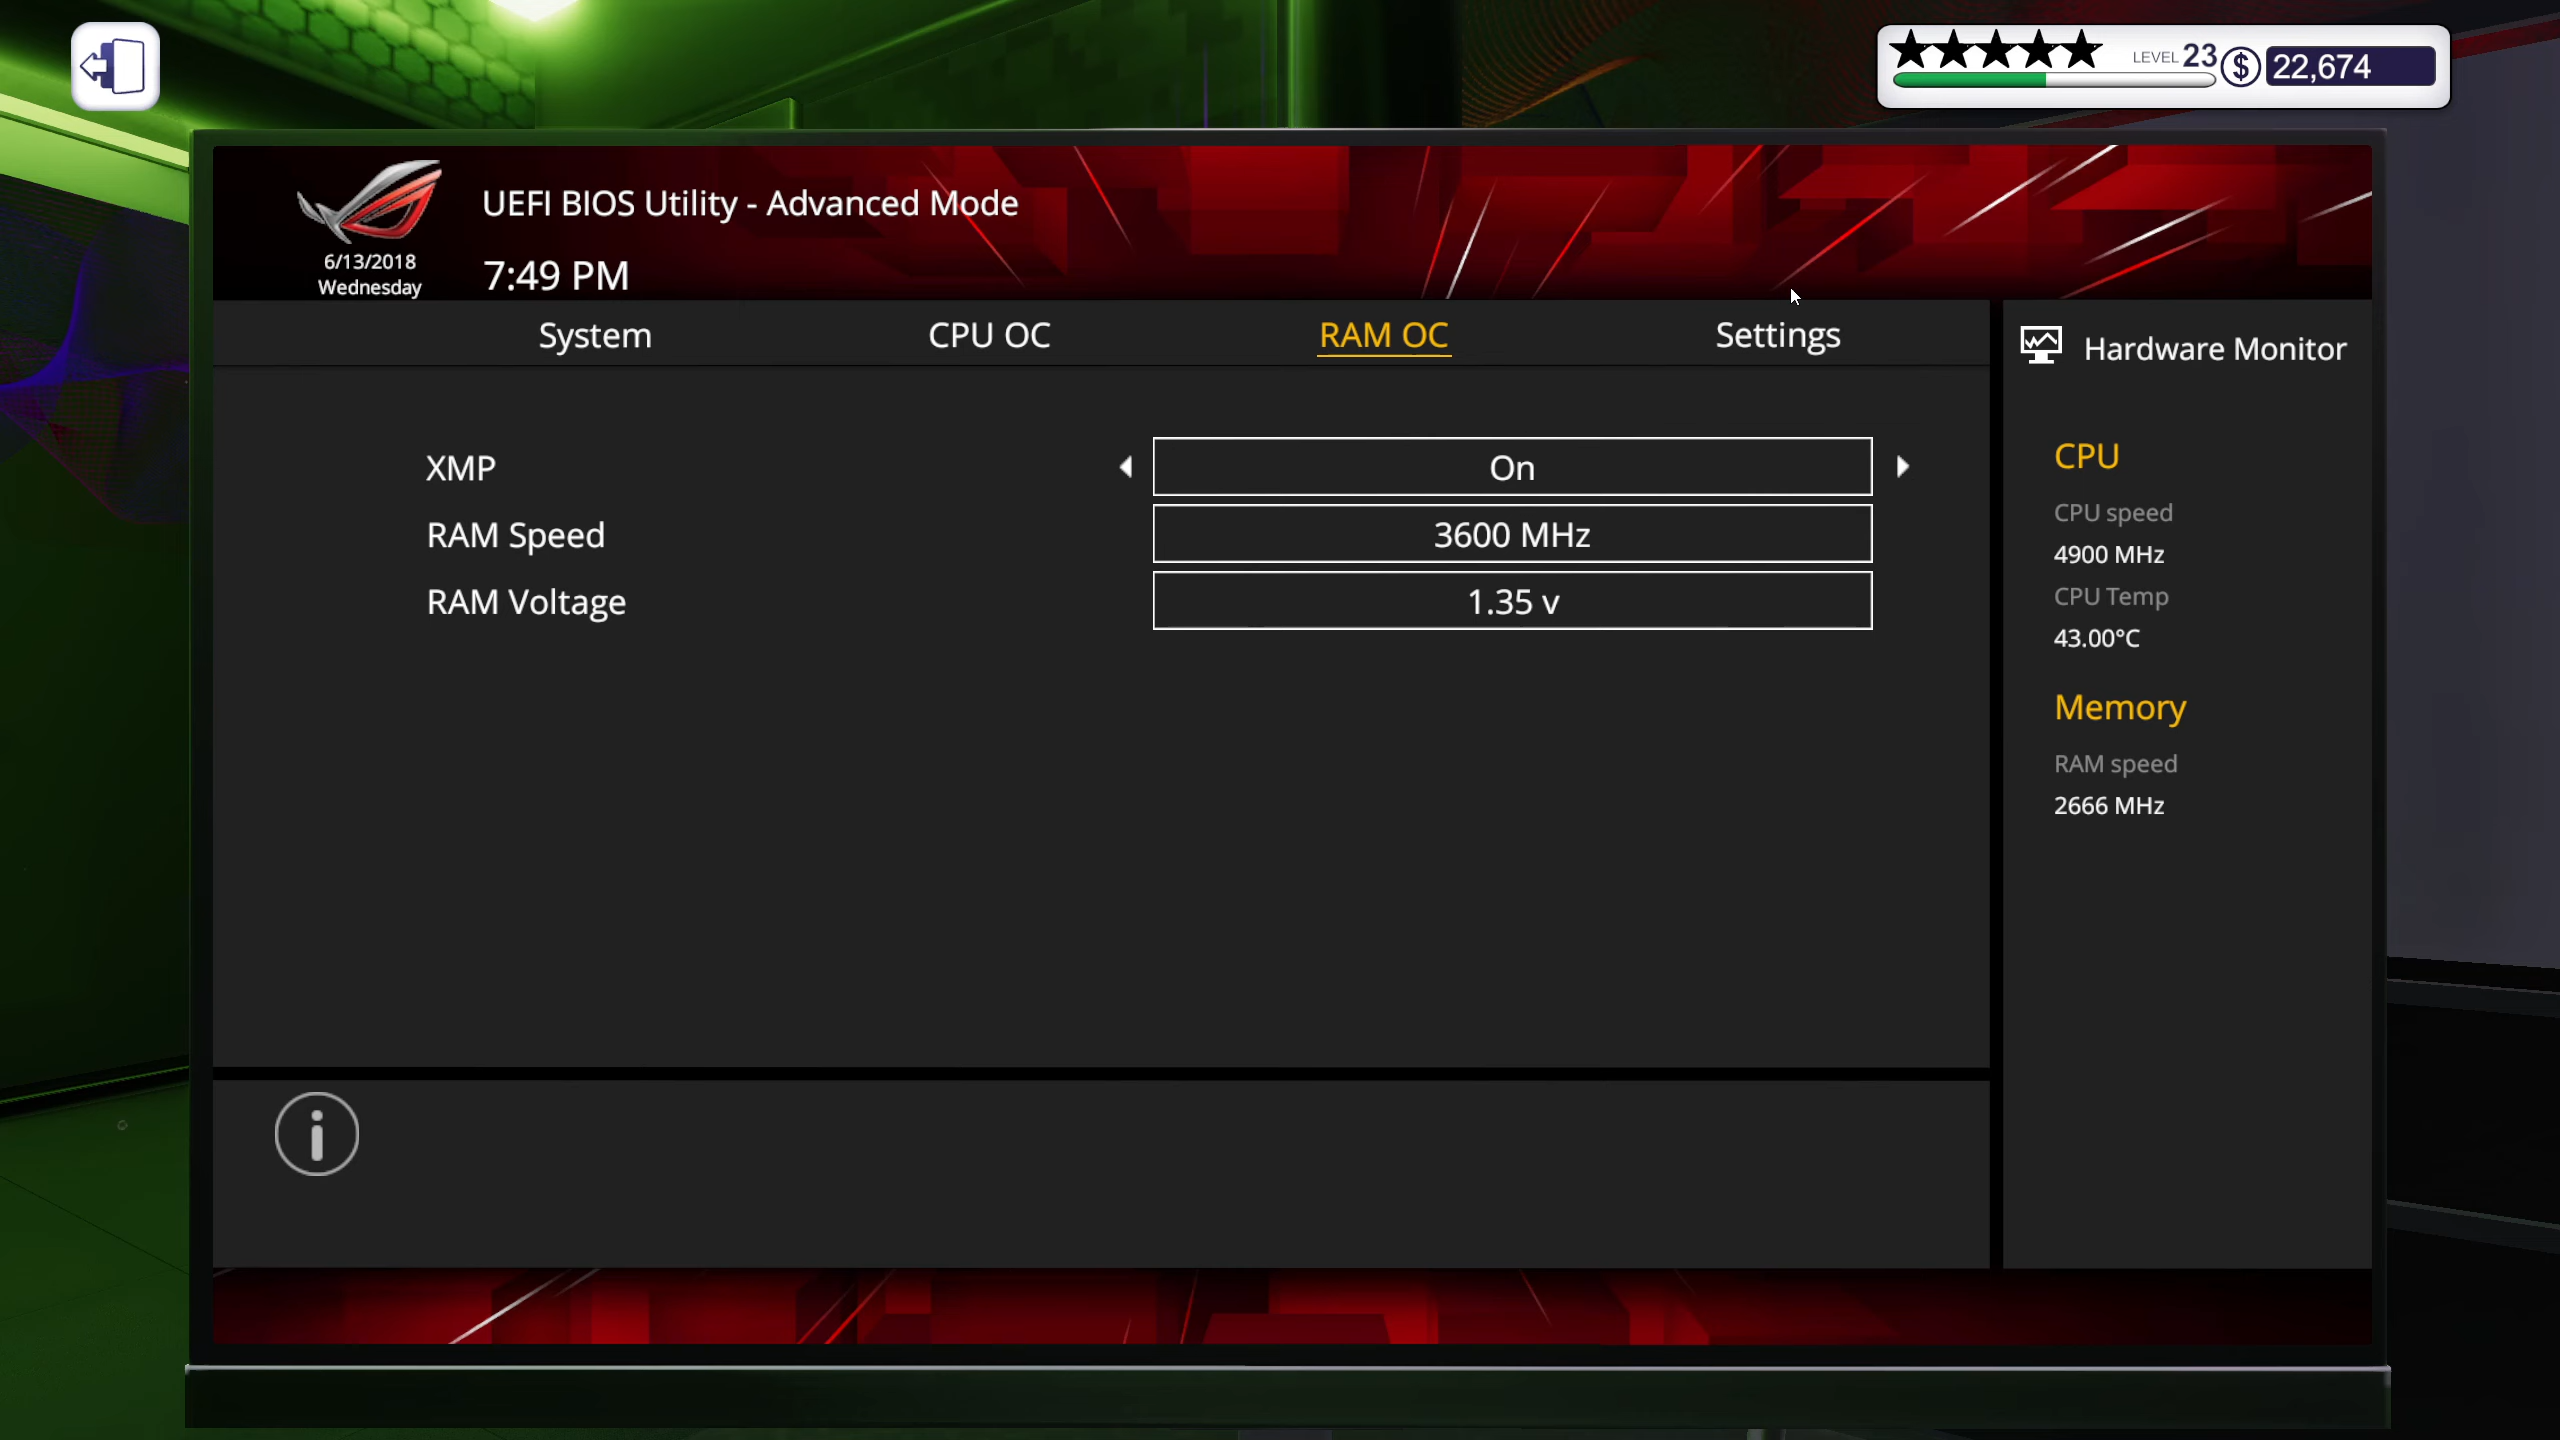 LEVEL 23
$ 22,674
UEFI BIOS Utility - Advanced Mode
6/13/2018
Wednesday
7:49 PM
System
CPU OC
RAM OC
Settings
Hardware Monitor
XMP
On
RAM Speed
3600 MHz
RAM Voltage
1.35 v
CPU
CPU speed
4900 MHz
CPU Temp
43.00°C
Memory
RAM speed
2666 MHz
i